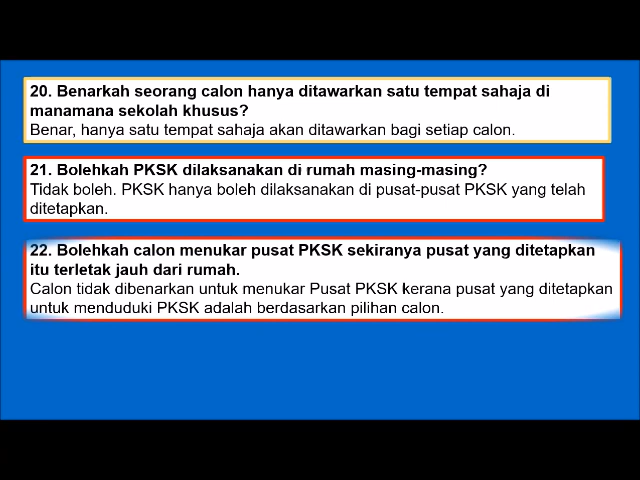 20. Benarkah seorang calon hanya ditawarkan satu tempat sahaja di
manamana sekolah khusus?
Benar, hanya satu tempat sahaja akan ditawarkan bagi setiap calon.
21. Bolehkah PKSK dilaksanakan di rumah masing-masing?
Tidak boleh. PKSK hanya boleh dilaksanakan di pusat-pusat PKSK yang telah
ditetapkan.
22. Bolehkah calon menukar pusat PKSK sekiranya pusat yang ditetapkan
itu terletak jauh dari rumah.
Calon tidak dibenarkan untuk menukar Pusat PKSK kerana pusat yang ditetapkan
untuk menduduki PKSK adalah berdasarkan pilihan calon.